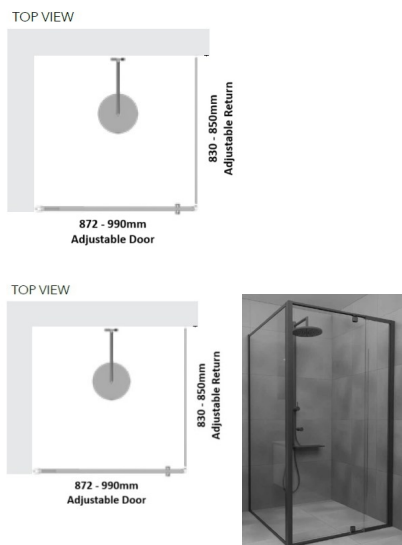 TOP VIEW
830 - 850mm
Adjustable Return
872 - 990mm
Adjustable Door
TOP VIEW
830 - 850mm
Adjustable Return
872 - 990mm
Adjustable Door